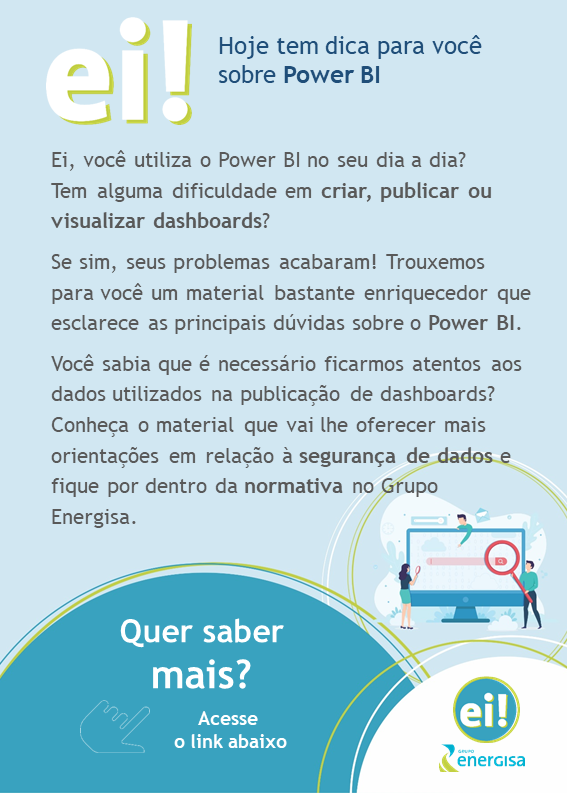 ei!
Hoje tem dica para você
sobre Power BI
Ei, você utiliza o Power BI no seu dia a dia?
Tem alguma dificuldade em criar, publicar ou
visualizar dashboards?
Se sim, seus problemas acabaram! Trouxemos
para você um material bastante enriquecedor que
esclarece as principais dúvidas sobre o Power BI.
Você sabia que é necessário ficarmos atentos aos
dados utilizados na publicação de dashboards?
Conheça o material que vai lhe oferecer mais
orientações em relação à segurança de dados e
fique por dentro da normativa no Grupo
Energisa.
Quer saber
mais?
Acesse
o link abaixo
ei!
GRUPO
energisa